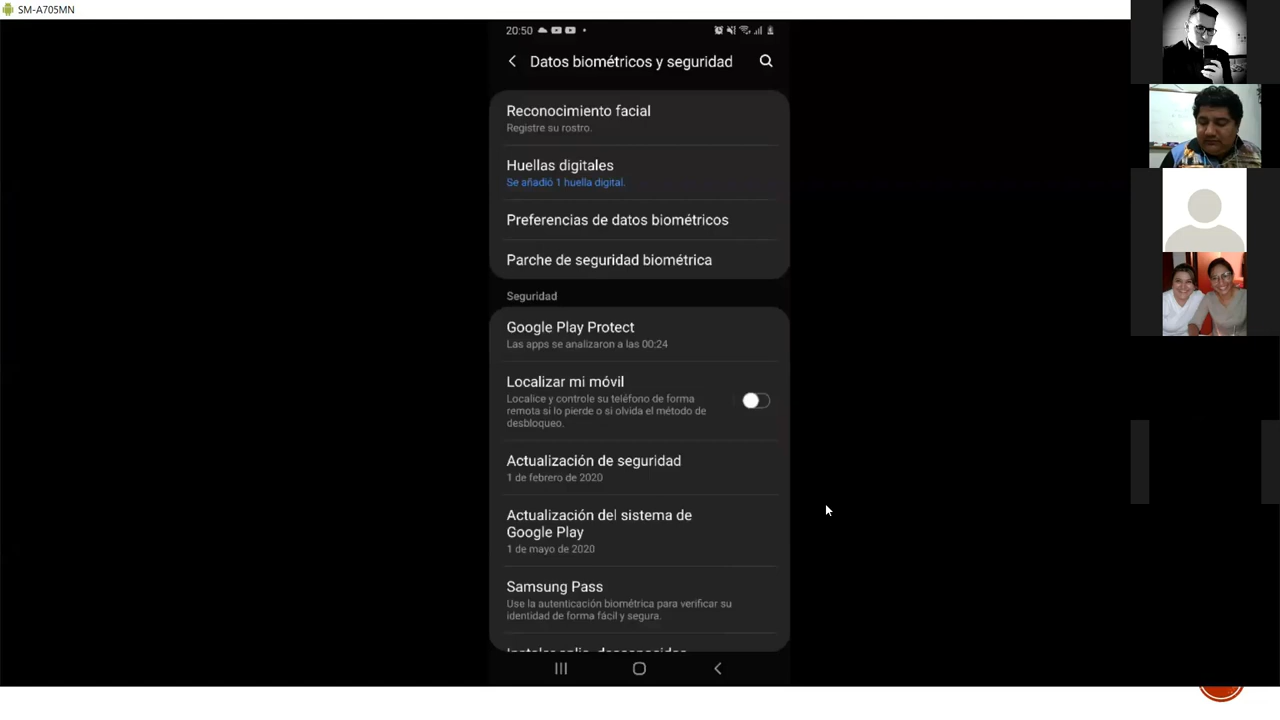 SM-A705MN
20:50
Datos biométricos y seguridad
Reconocimiento facial
Registre su rostro.
Huellas digitales
Se añadió 1 huella digital.
Preferencias de datos biométricos
Parche de seguridad biométrica
Seguridad
Google Play Protect
Las apps se analizaron a las 00:24
Localizar mi móvil
Localice y controle su teléfono de forma
remota si lo pierde o si olvida el método de
desbloqueo.
Actualización de seguridad
1 de febrero de 2020
Actualización del sistema de
Google Play
1 de mayo de 2020
Samsung Pass
Use la autenticación biométrica para verificar su
identidad de forma fácil y segura.